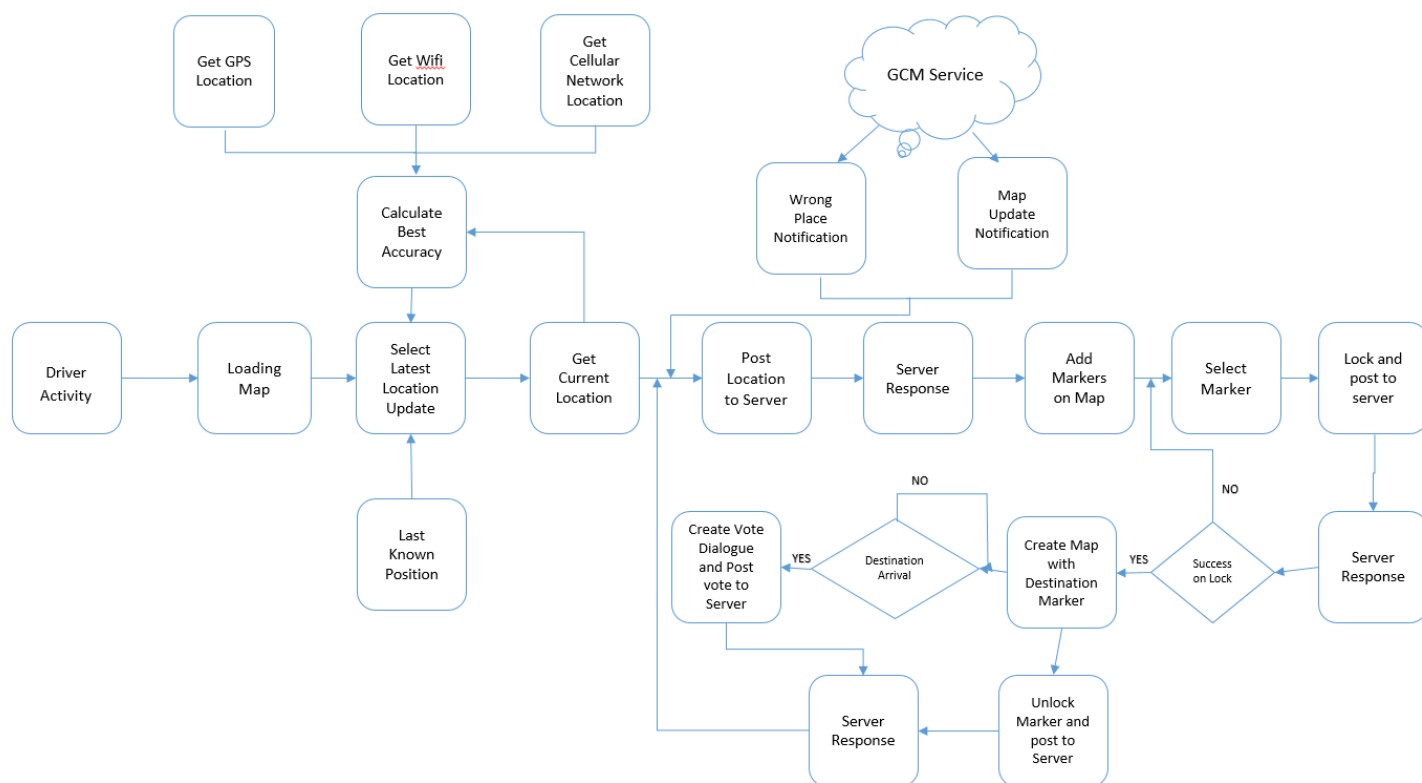 Get GPS
Location
Get Wifi
Location
Get
Cellular
Network
Location
GCM Service
Calculate
Best
Accuracy
Wrong
Place
Notification
Map
Update
Notification
Driver
Activity
Loading
Map
Select
Latest
Location
Update
Get
Current
Location
Post
Location
to Server
Server
Response
Add
Markers
on Map
Select
Marker
Lock and
post to
server
Last
Known
Position
Create Vote
Dialogue
and Post
vote to
Server
YES
NO
Destination
Arrival
Create Map
with
Destination
Marker
YES
NO
Success
on Lock
Server
Response
Server
Response
Unlock
Marker and
post to
Server